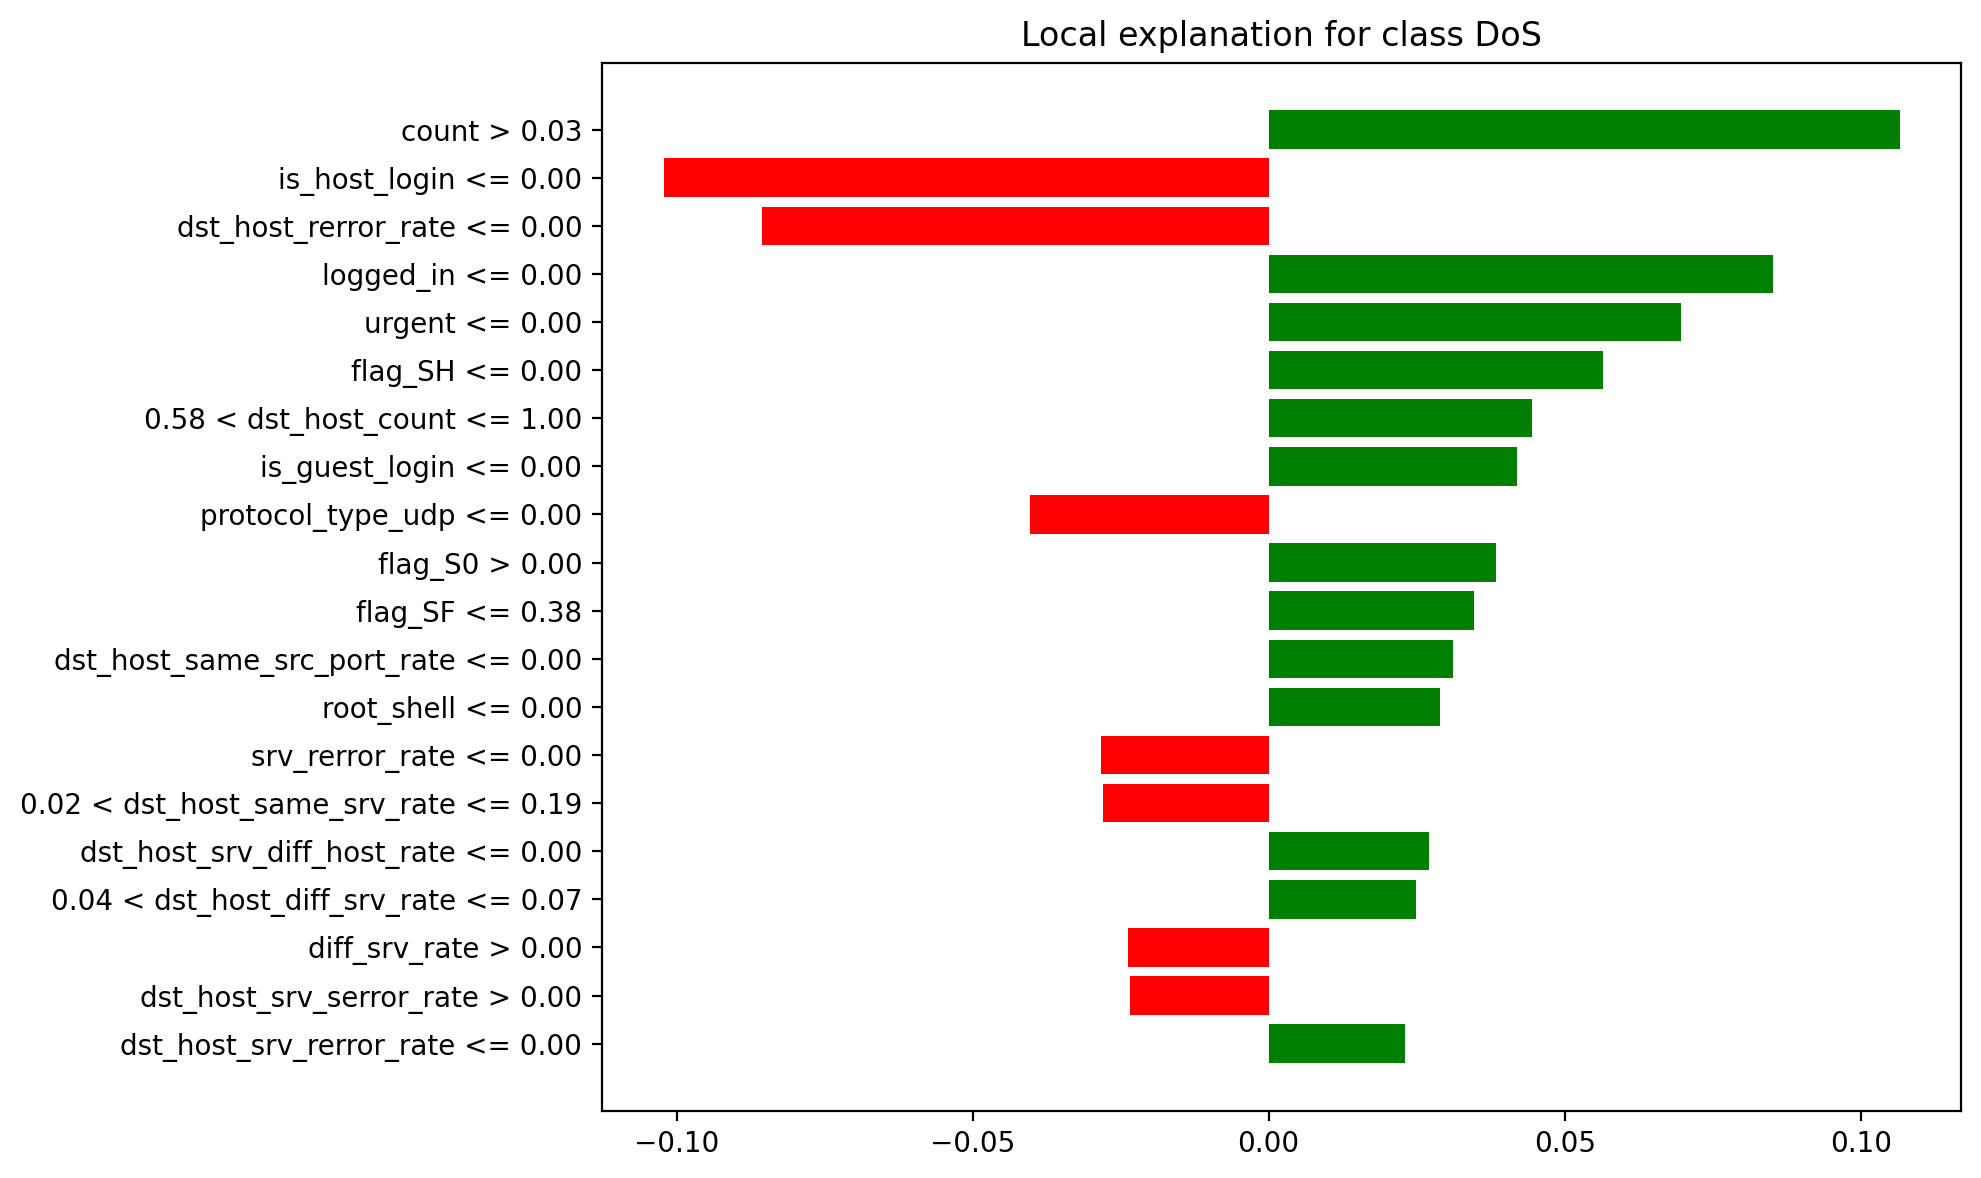 Local explanation for class DoS
count > 0.03
is_host_login <= 0.00
dst_host_rerror_rate <= 0.00
logged_in <= 0.00
urgent <= 0.00
flag_SH <= 0.00
0.58 < dst_host_count <= 1.00
is_guest_login <= 0.00
protocol_type_udp <= 0.00
flag_S0 > 0.00
flag_SF <= 0.38
dst_host_same_src_port_rate <= 0.00
root_shell <= 0.00
srv_rerror_rate <= 0.00
0.02 < dst_host_same_srv_rate <= 0.19
dst_host_srv_diff_host_rate <= 0.00
0.04 < dst_host_diff_srv_rate <= 0.07
diff_srv_rate > 0.00
dst_host_srv_serror_rate > 0.00
dst_host_srv_rerror_rate <= 0.00
−0.10 −0.05 0.00 0.05 0.10